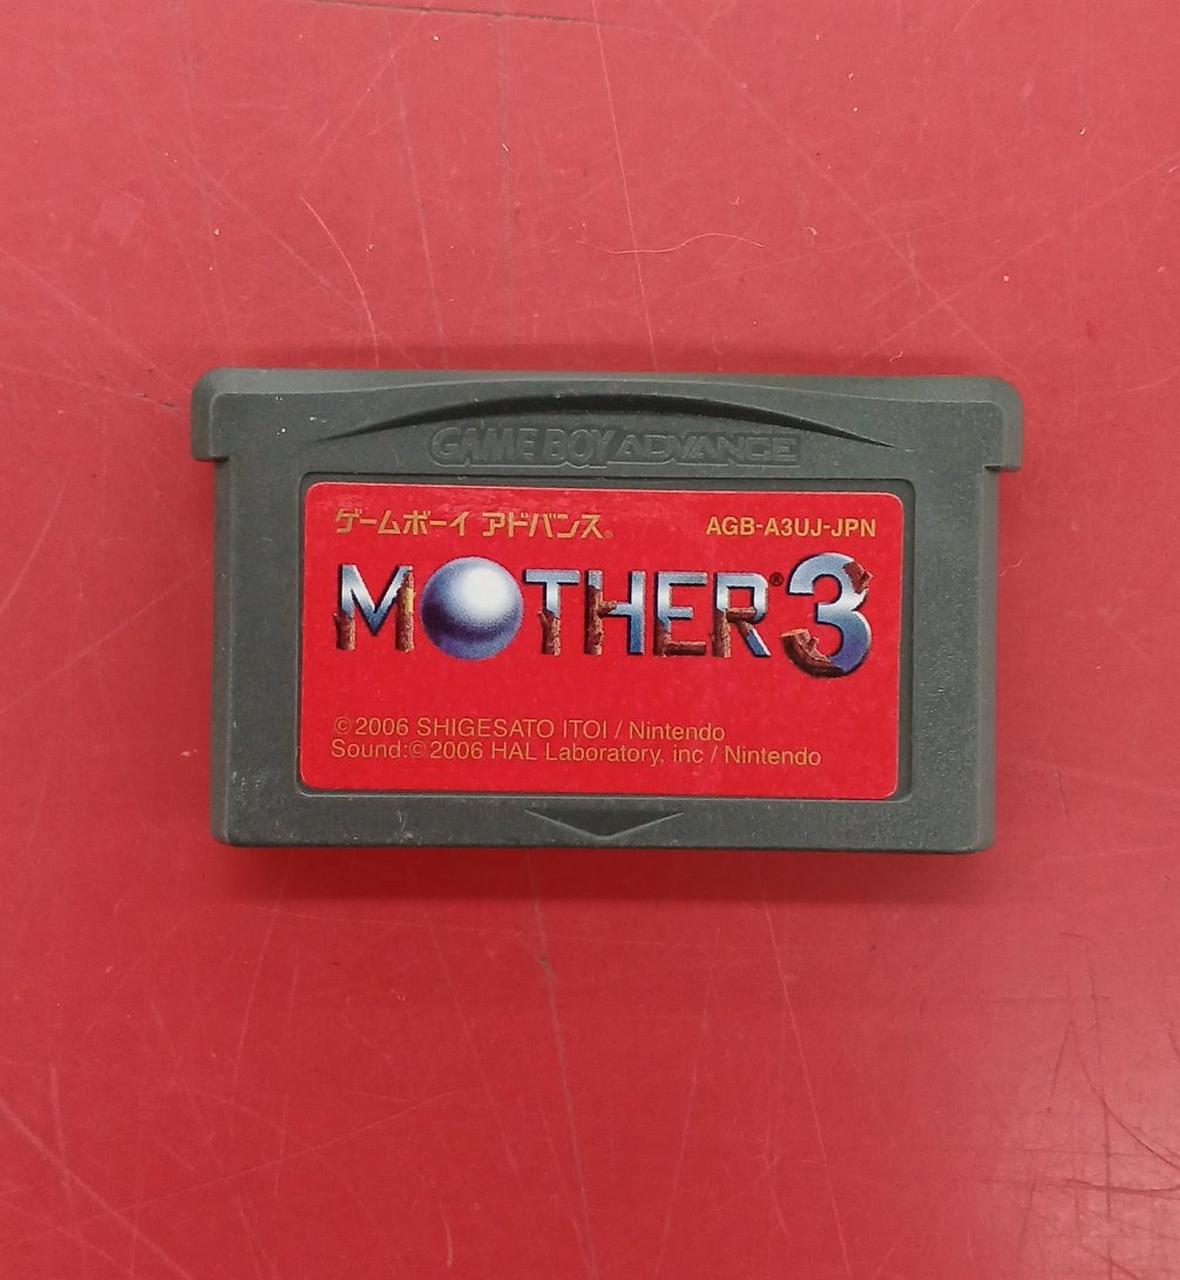 GAME BOY ADVANCE
ゲームボーイ アドバンス®
AGB-A3UJ-JPN
MOTHER® 3
©2006 SHIGESATO ITOI / Nintendo
Sound:©2006 HAL Laboratory, inc / Nintendo